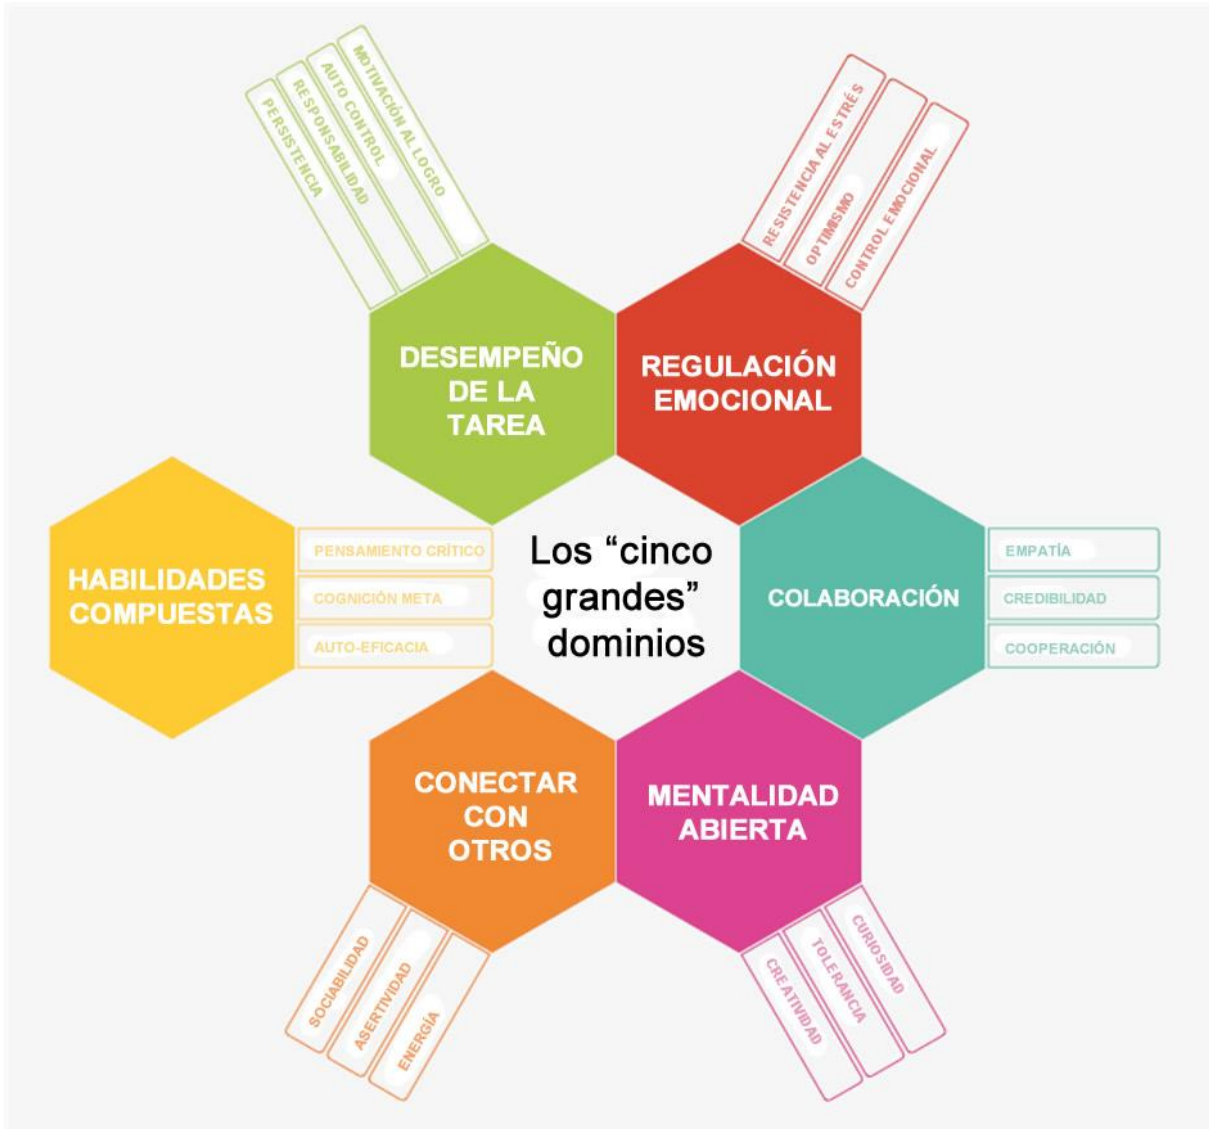 MOTIVACIÓN AL LOGRO
AUTO CONTROL
RESPONSABILIDAD
PERSISTENCIA
RESISTENCIA AL ESTRÉS
OPTIMISMO
CONTROL EMOCIONAL
DESEMPEÑO
DE LA
TAREA
REGULACIÓN
EMOCIONAL
HABILIDADES
COMPUESTAS
PENSAMIENTO CRÍTICO
COGNICIÓN META
AUTO-EFICACIA
Los “cinco
grandes”
dominios
COLABORACIÓN
EMPATÍA
CREDIBILIDAD
COOPERACIÓN
CONECTAR
CON
OTROS
MENTALIDAD
ABIERTA
SOCIABILIDAD
ASERTIVIDAD
ENERGÍA
CREATIVIDAD
TOLERANCIA
CURIOSIDAD